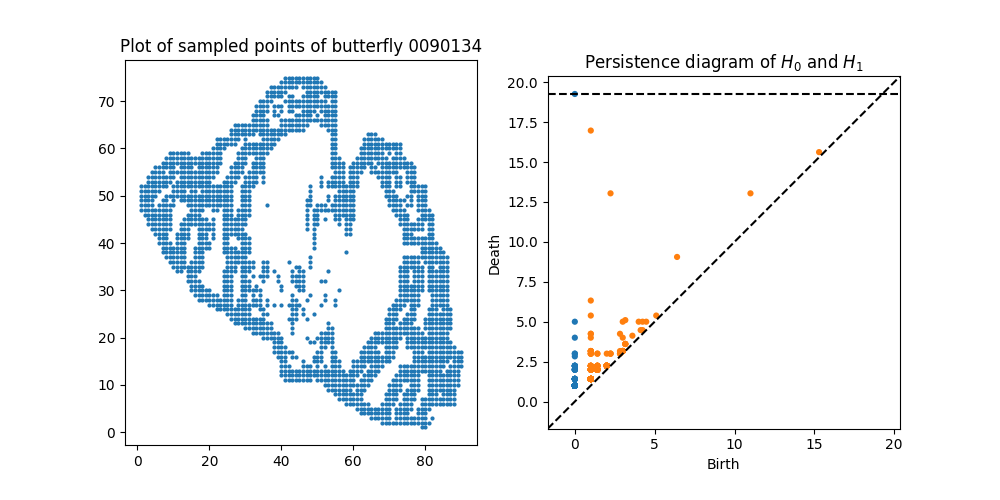 Plot of sampled points of butterfly 0090134
70
60
50
40
30
20
10
0
0 20 40 60 80
Persistence diagram of H₀ and H₁
20.0
17.5
15.0
12.5
10.0
7.5
5.0
2.5
0.0
Death
0 5 10 15 20
Birth